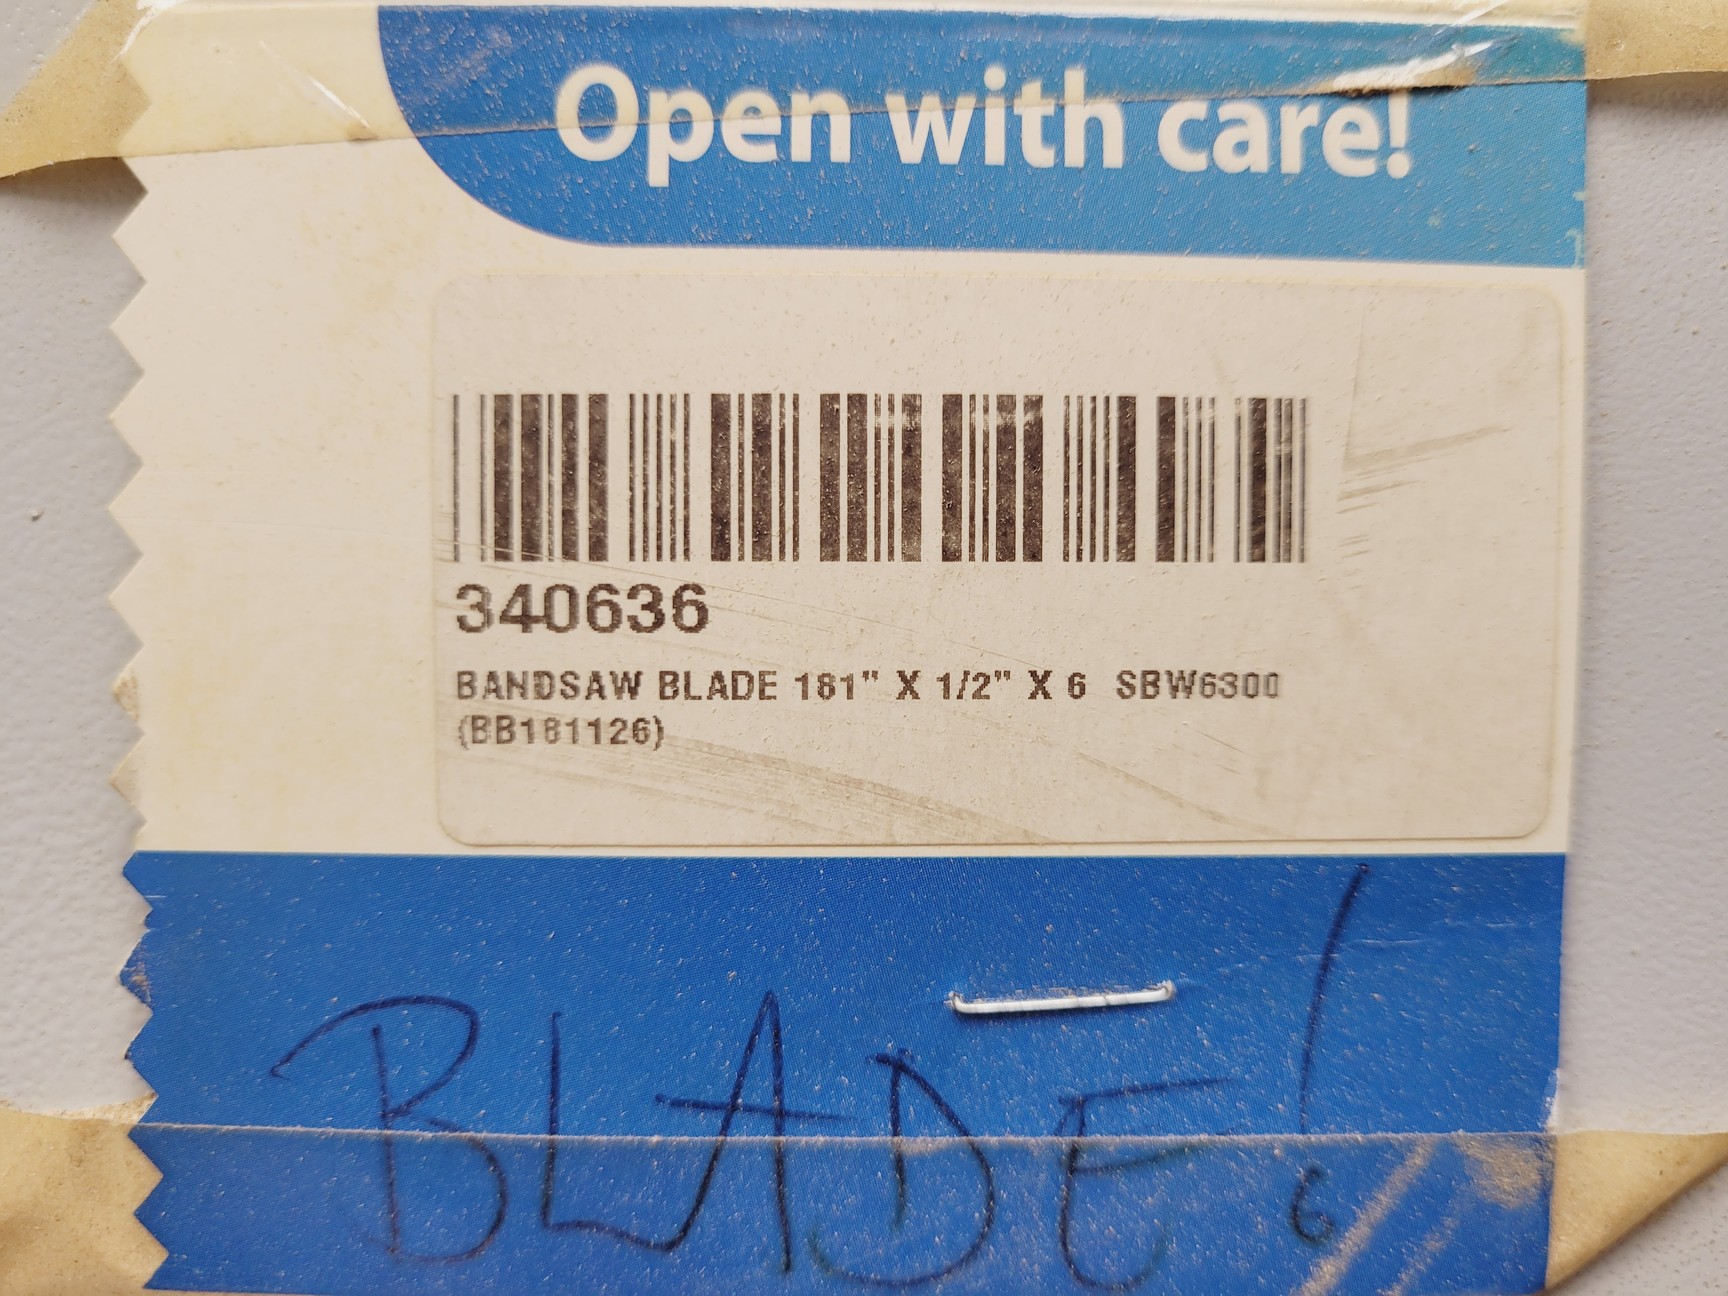 Open with care!
340636
BANDSAW BLADE 181" X 1/2" X 6 SBW6300
(BB181126)
BLADE!